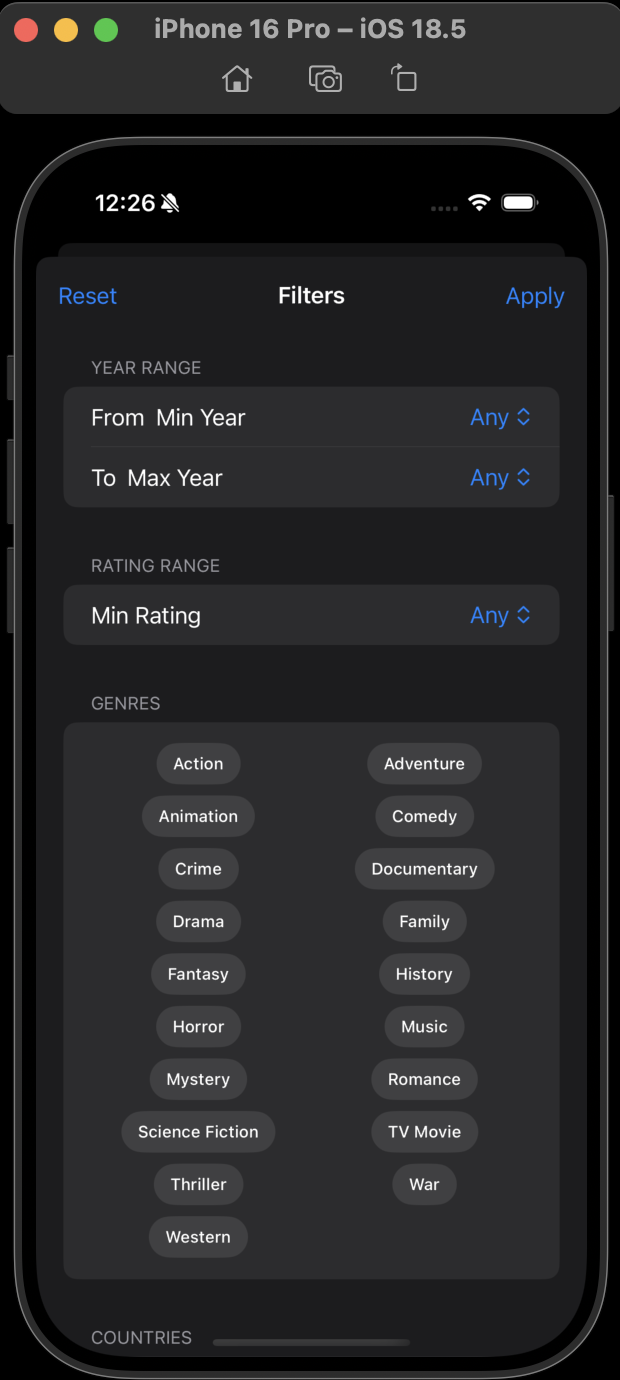 iPhone 16 Pro – iOS 18.5
12:26
Reset Filters Apply
YEAR RANGE
From Min Year Any
To Max Year Any
RATING RANGE
Min Rating Any
GENRES
Action Adventure
Animation Comedy
Crime Documentary
Drama Family
Fantasy History
Horror Music
Mystery Romance
Science Fiction TV Movie
Thriller War
Western
COUNTRIES